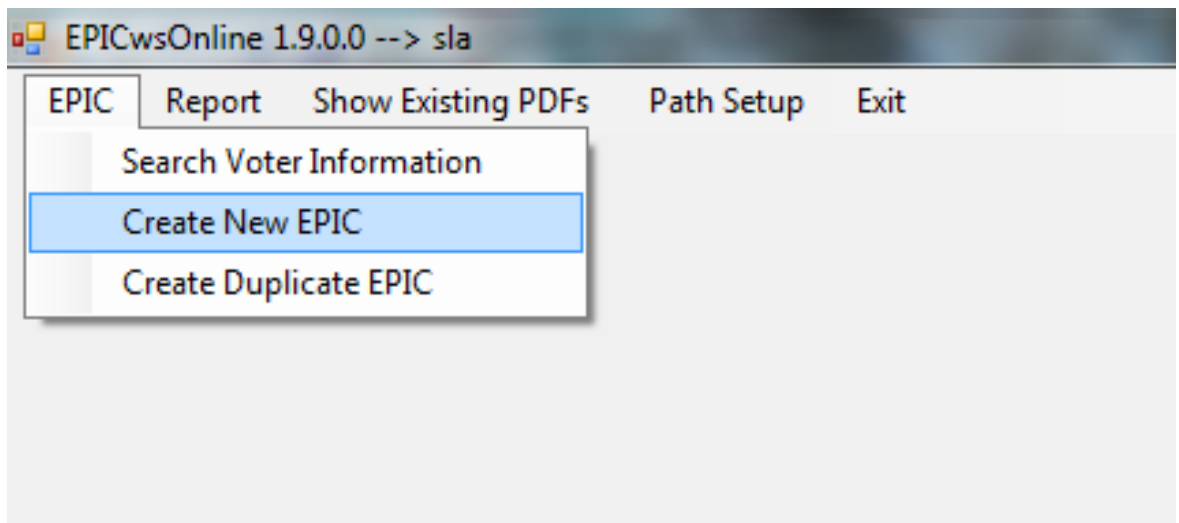 EPICwsOnline 1.9.0.0 --> sla
EPIC Report Show Existing PDFs Path Setup Exit
Search Voter Information
Create New EPIC
Create Duplicate EPIC